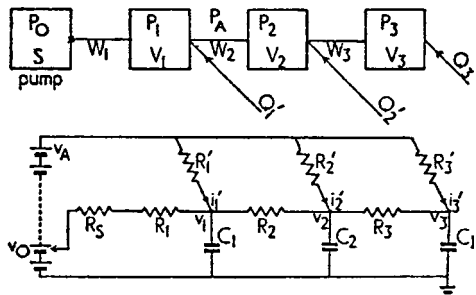 P0 P1 PA P2 P3
S W1 V1 W2 V2 W3 V3
pump Q1' Q2' Q3'
vA R1' R2' R3'
i1' i2' i3'
v0 RS R1 v1 R2 v2 R3 v3
C1 C2 C1